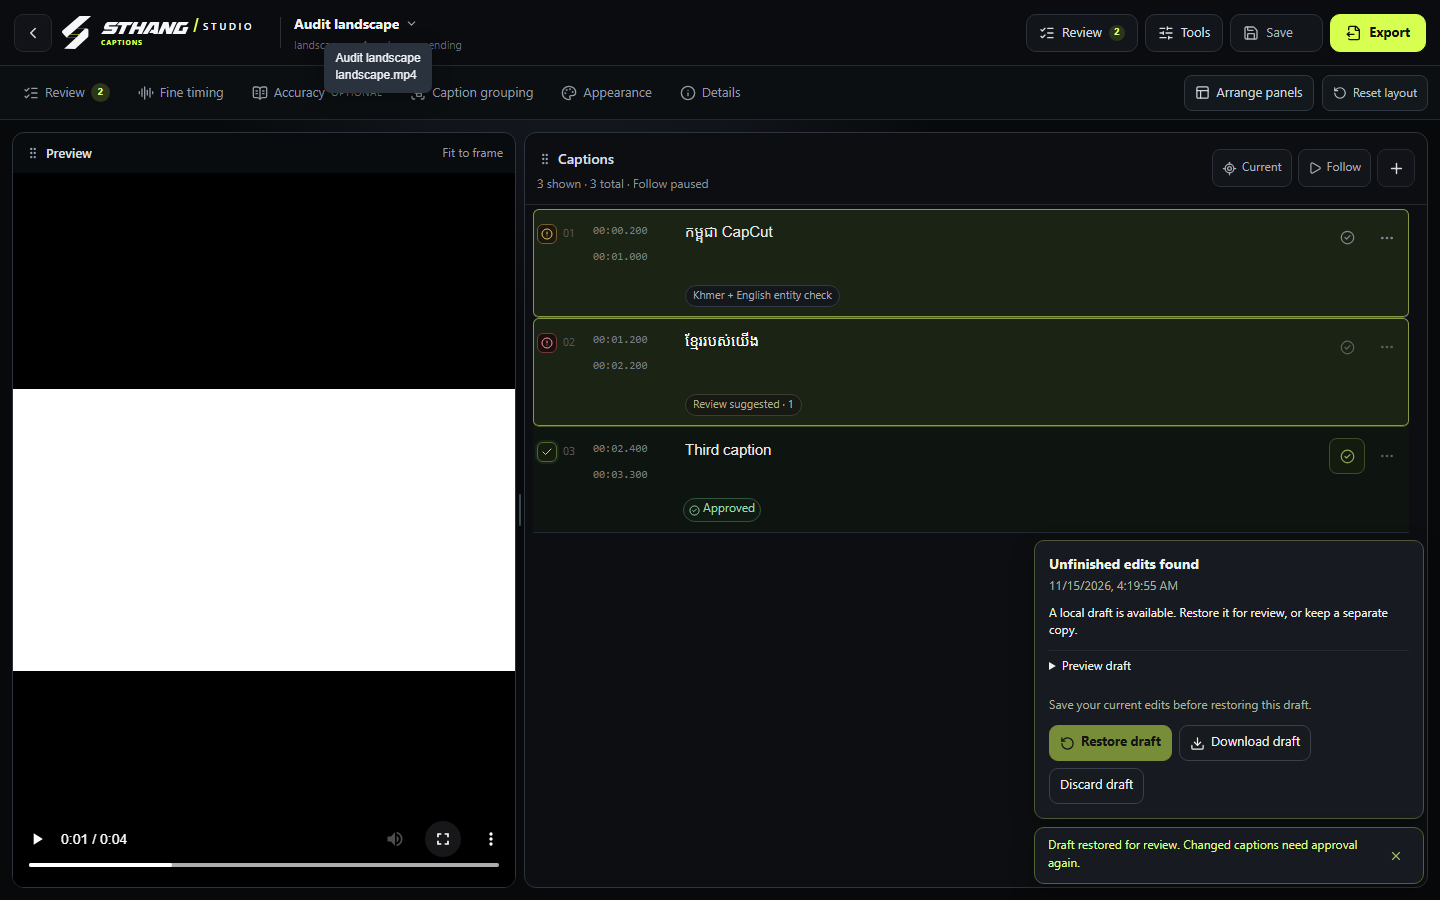 STHANG / STUDIO
CAPTIONS
Audit landscape
ending
Audit landscape
landscape.mp4
Review 2
Tools
Save
Export
Review 2
Fine timing
Accuracy
Caption grouping
Appearance
Details
Arrange panels
Reset layout
Preview
Fit to frame
Captions
3 shown · 3 total · Follow paused
Current
Follow
01
00:00.200
00:01.000
កម្ពុជា CapCut
Khmer + English entity check
02
00:01.200
00:02.200
ខ្មែររបស់យើង
Review suggested · 1
03
00:02.400
00:03.300
Third caption
Approved
Unfinished edits found
11/15/2026, 4:19:55 AM
A local draft is available. Restore it for review, or keep a separate
copy.
Preview draft
Save your current edits before restoring this draft.
Restore draft
Download draft
Discard draft
Draft restored for review. Changed captions need approval
again.
0:01 / 0:04